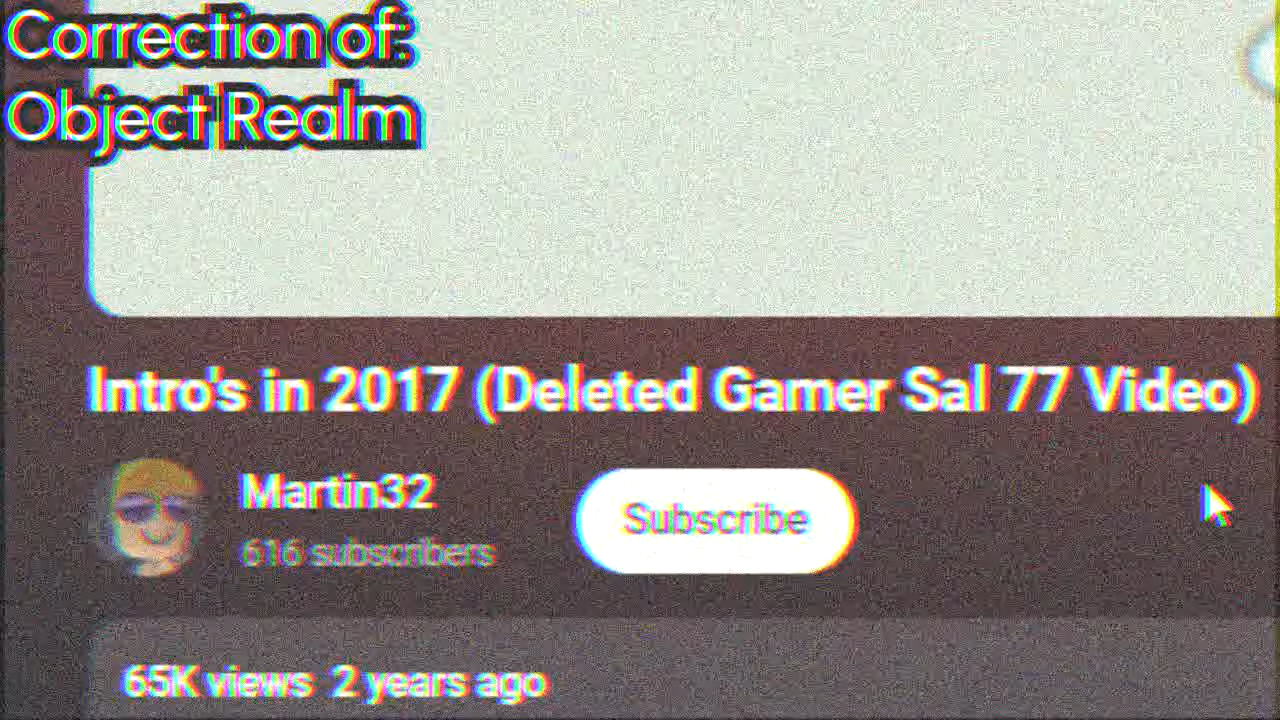 Correction of:
Object Realm
Intro's in 2017 (Deleted Gamer Sal 77 Video)
Martin32
616 subscribers
Subscribe
65K views 2 years ago